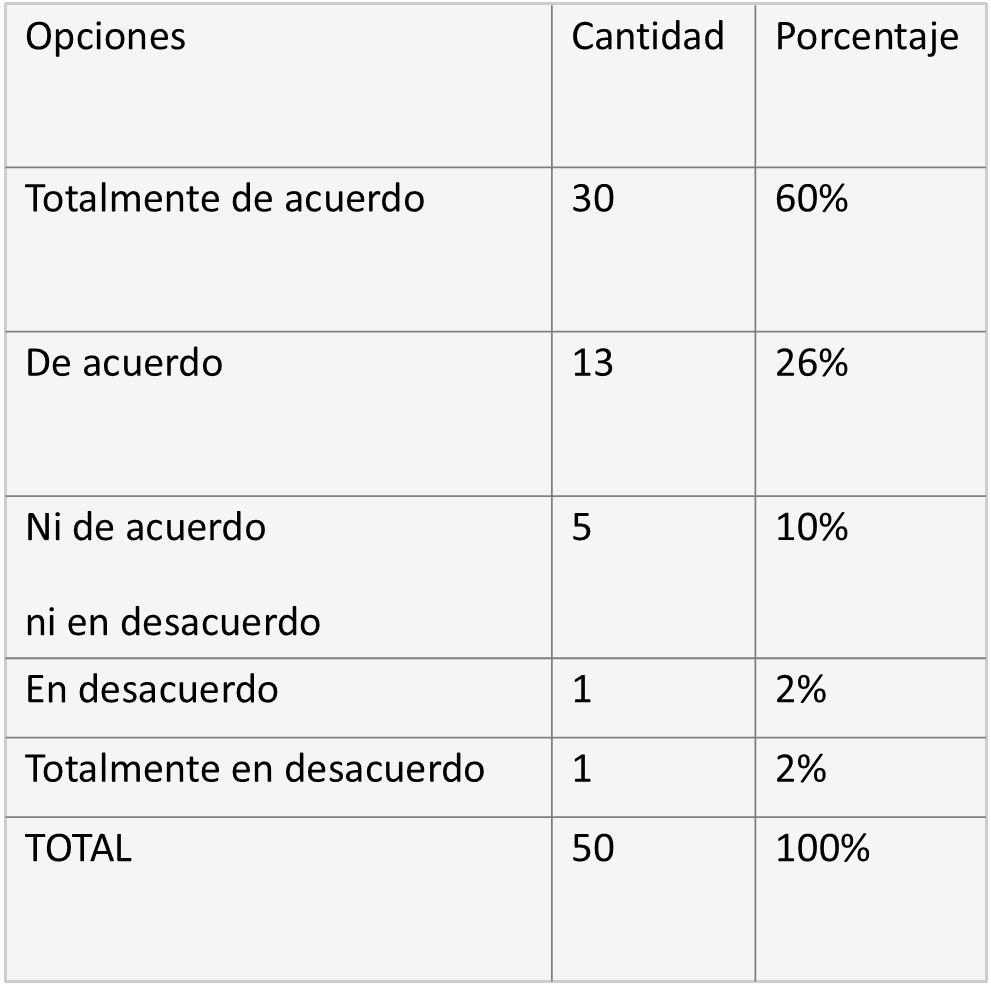 Opciones Cantidad Porcentaje
Totalmente de acuerdo 30 60%
De acuerdo 13 26%
Ni de acuerdo 5 10%
ni en desacuerdo
En desacuerdo 1 2%
Totalmente en desacuerdo 1 2%
TOTAL 50 100%